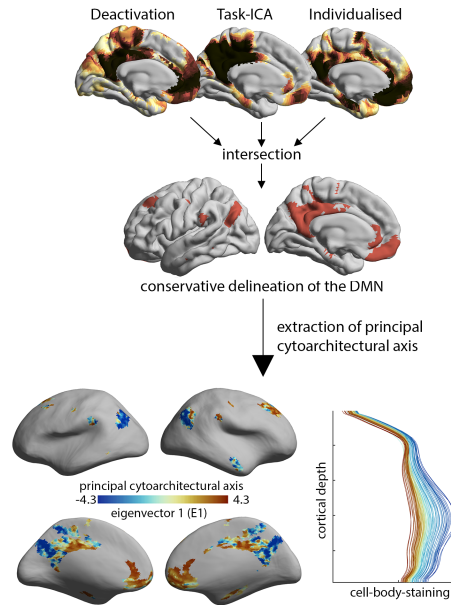 Deactivation Task-ICA Individualised
intersection
conservative delineation of the DMN
extraction of principal
cytoarchitectural axis
principal cytoarchitectural axis
-4.3 4.3
eigenvector 1 (E1)
cortical depth
cell-body-staining